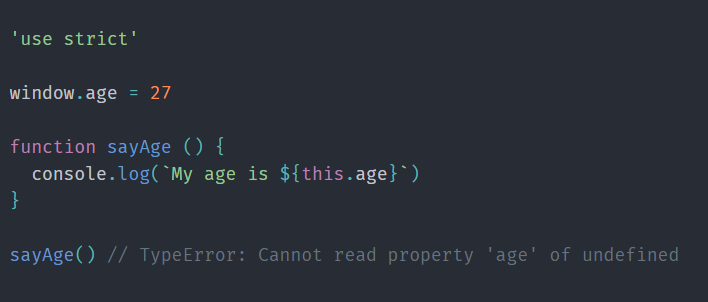 'use strict'
window.age = 27
function sayAge () {
  console.log(`My age is ${this.age}`)
}
sayAge() // TypeError: Cannot read property 'age' of undefined